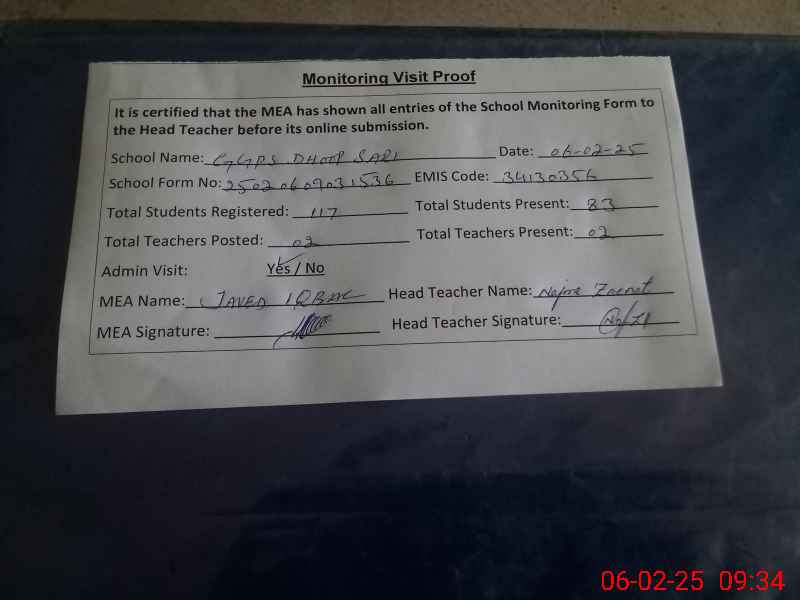 Monitoring Visit Proof
It is certified that the MEA has shown all entries of the School Monitoring Form to
the Head Teacher before its online submission.
School Name: GGPS DHOOP SARI Date: 06-02-25
School Form No: 25020609031536 EMIS Code: 34130356
Total Students Registered: 117 Total Students Present: 83
Total Teachers Posted: 02 Total Teachers Present: 02
Admin Visit: Yes / No
MEA Name: JAVED IQBAL Head Teacher Name: Najma
MEA Signature: Head Teacher Signature:
06-02-25 09:34